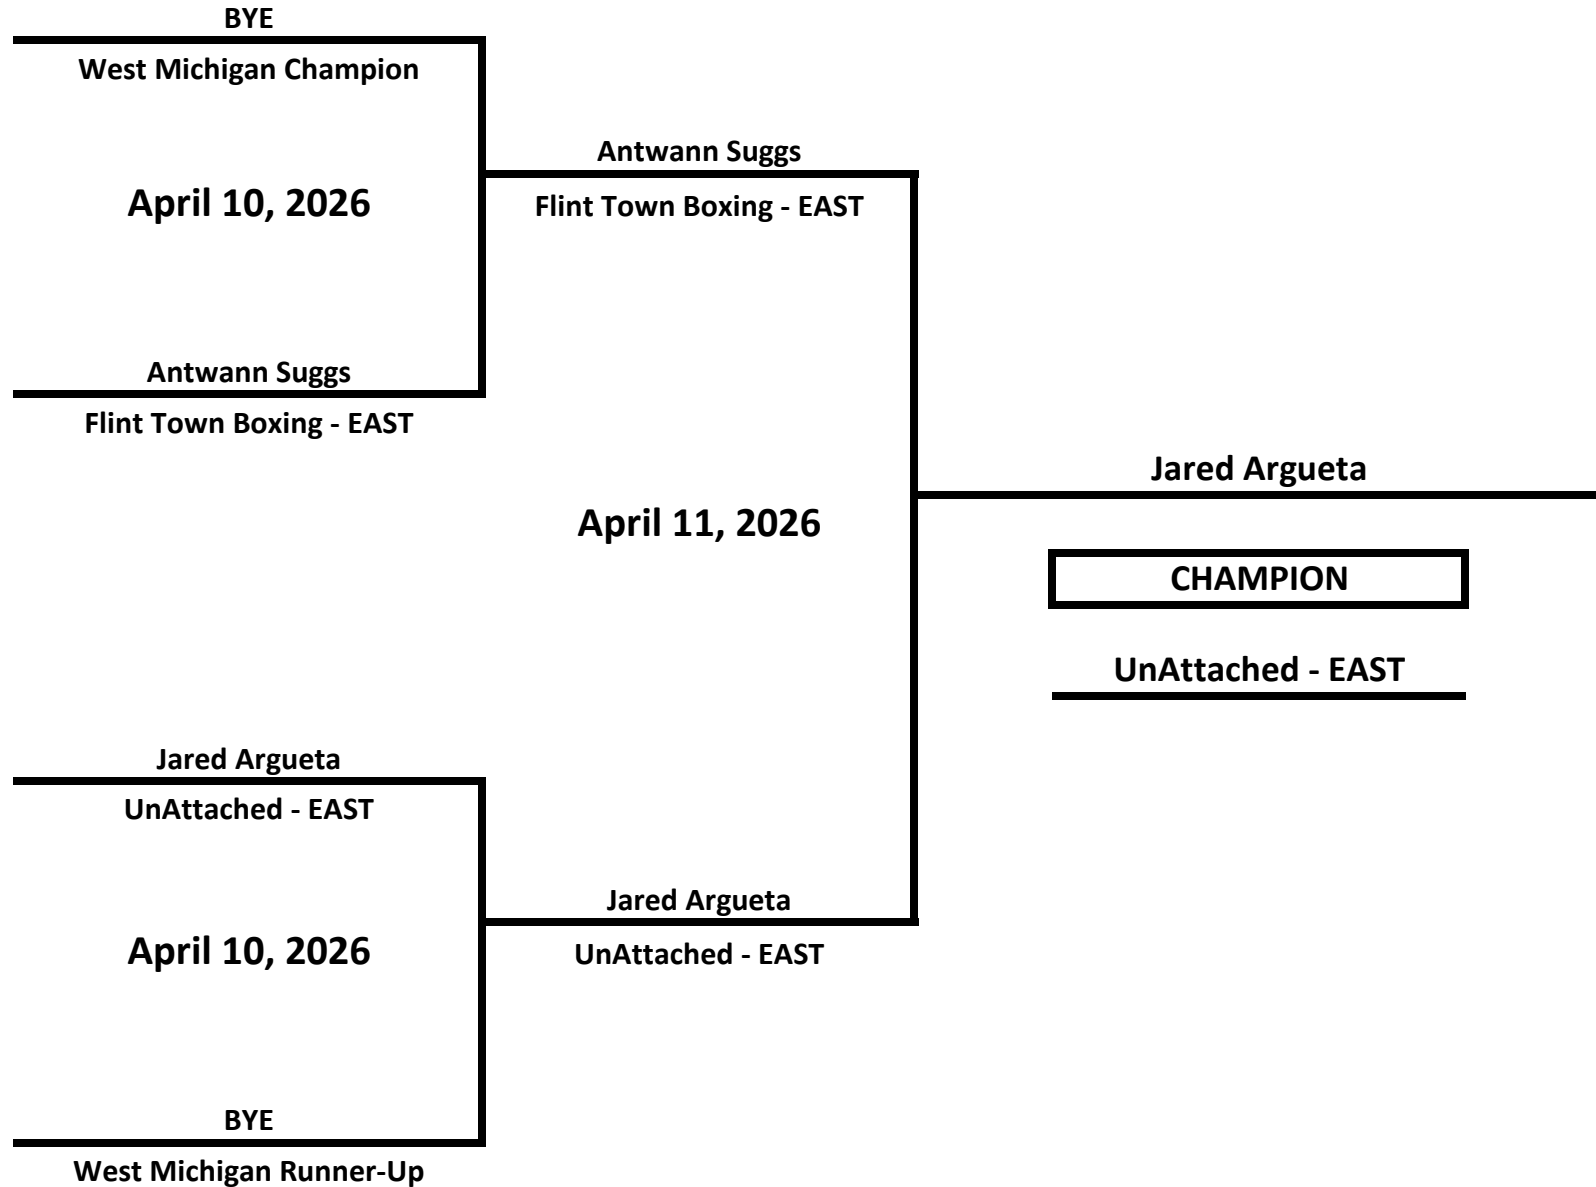 BYE
West Michigan Champion
April 10, 2026
Antwann Suggs
Flint Town Boxing - EAST
Antwann Suggs
Flint Town Boxing - EAST
April 11, 2026
Jared Argueta
CHAMPION
UnAttached - EAST
Jared Argueta
UnAttached - EAST
April 10, 2026
Jared Argueta
UnAttached - EAST
BYE
West Michigan Runner-Up